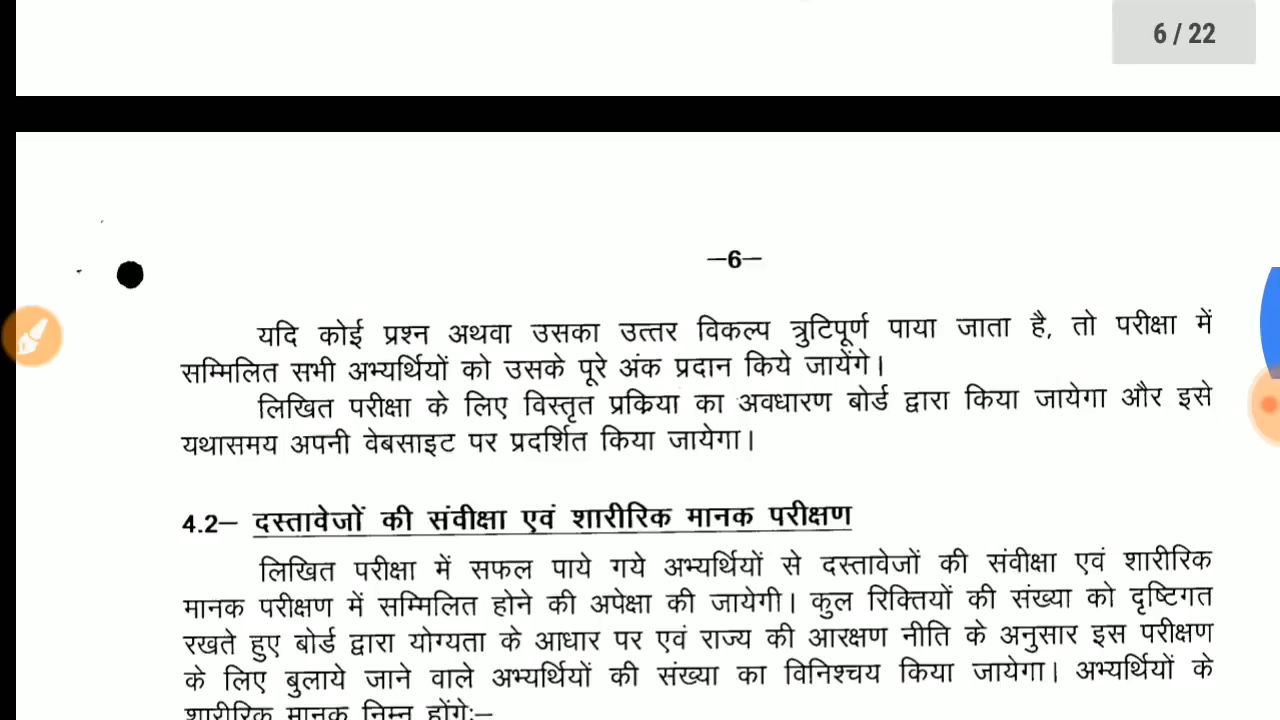 6 / 22
—6—
यदि कोई प्रश्न अथवा उसका उत्तर विकल्प त्रुटिपूर्ण पाया जाता है, तो परीक्षा में
सम्मिलित सभी अभ्यर्थियों को उसके पूरे अंक प्रदान किये जायेंगे।
लिखित परीक्षा के लिए विस्तृत प्रक्रिया का अवधारण बोर्ड द्वारा किया जायेगा और इसे
यथासमय अपनी वेबसाइट पर प्रदर्शित किया जायेगा।
4.2— दस्तावेजों की संवीक्षा एवं शारीरिक मानक परीक्षण
लिखित परीक्षा में सफल पाये गये अभ्यर्थियों से दस्तावेजों की संवीक्षा एवं शारीरिक
मानक परीक्षण में सम्मिलित होने की अपेक्षा की जायेगी। कुल रिक्तियों की संख्या को दृष्टिगत
रखते हुए बोर्ड द्वारा योग्यता के आधार पर एवं राज्य की आरक्षण नीति के अनुसार इस परीक्षण
के लिए बुलाये जाने वाले अभ्यर्थियों की संख्या का विनिश्चय किया जायेगा। अभ्यर्थियों के
शारीरिक मानक निम्न होंगेः—